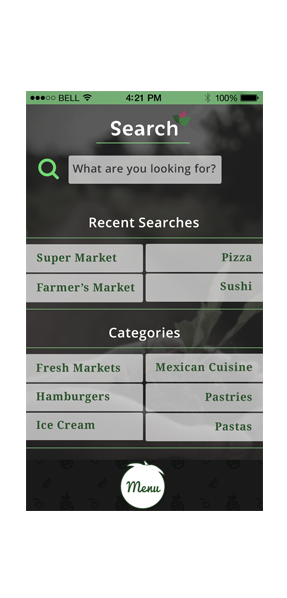 BELL 4:21 PM 100%
Search
What are you looking for?
Recent Searches
Super Market Pizza
Farmer's Market Sushi
Categories
Fresh Markets Mexican Cuisine
Hamburgers Pastries
Ice Cream Pastas
Menu